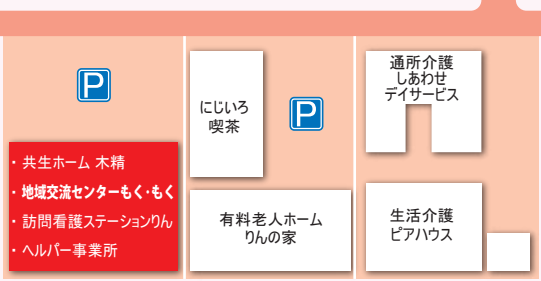 P
・共生ホーム 木精
・地域交流センターもく・もく
・訪問看護ステーションりん
・ヘルパー事業所
にじいろ
喫茶
P
有料老人ホーム
りんの家
通所介護
しあわせ
デイサービス
生活介護
ピアハウス